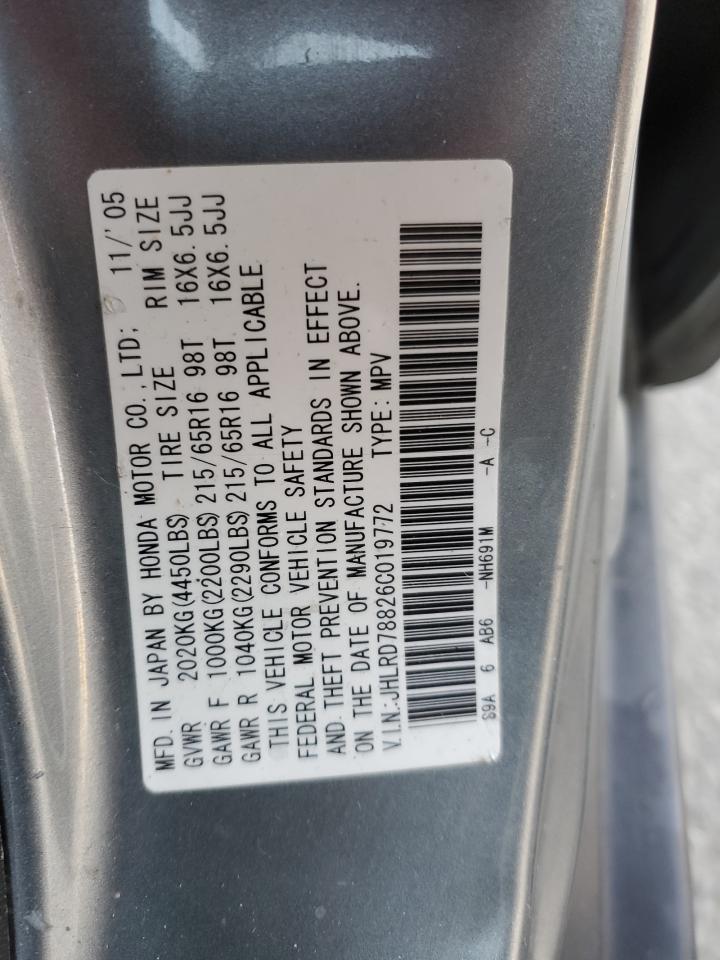 MFD. IN JAPAN BY HONDA MOTOR CO., LTD; 11/'05
GVWR 2020KG(4450LBS) TIRE SIZE RIM SIZE
GAWR F 1000KG(2200LBS)215/65R16 98T 16X6.5JJ
GAWR R 1040KG(2290LBS)215/65R16 98T 16X6.5JJ
THIS VEHICLE CONFORMS TO ALL APPLICABLE
FEDERAL MOTOR VEHICLE SAFETY
AND THEFT PREVENTION STANDARDS IN EFFECT
ON THE DATE OF MANUFACTURE SHOWN ABOVE.
V.I.N:JHLRD78826C019772 TYPE:MPV
S9A 6 AB6 -NH691M -A -C